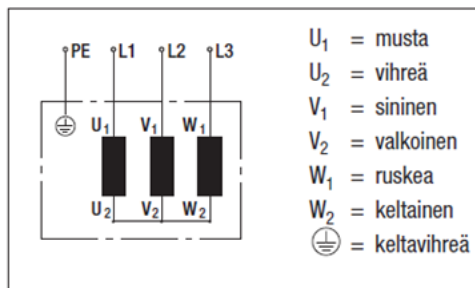 PE L1 L2 L3
U₁ V₁ W₁
U₂ V₂ W₂
U₁ = musta
U₂ = vihreä
V₁ = sininen
V₂ = valkoinen
W₁ = ruskea
W₂ = keltainen
= keltavihreä